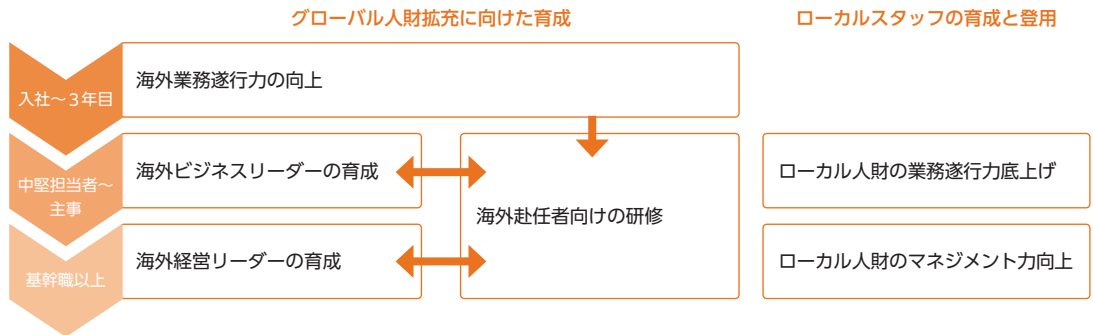 グローバル人財拡充に向けた育成
ローカルスタッフの育成と登用
入社～3年目
海外業務遂行力の向上
中堅担当者～
主事
海外ビジネスリーダーの育成
海外赴任者向けの研修
ローカル人財の業務遂行力底上げ
基幹職以上
海外経営リーダーの育成
ローカル人財のマネジメント力向上